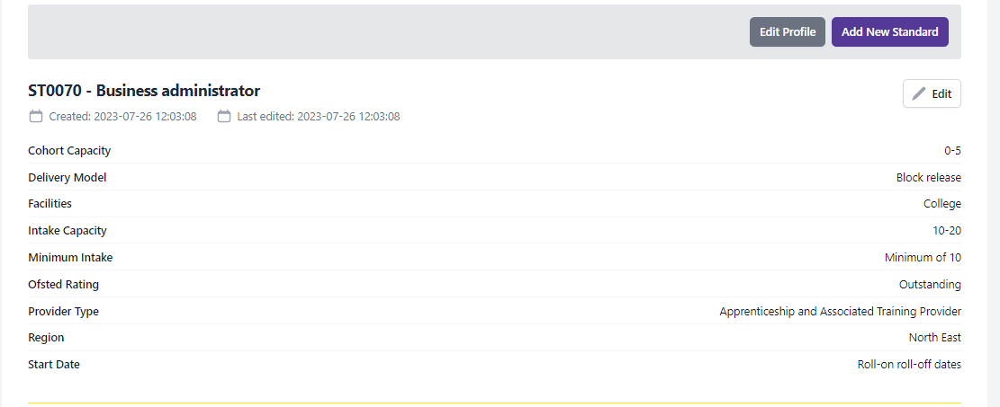 Edit Profile Add New Standard
ST0070 - Business administrator Edit
Created: 2023-07-26 12:03:08 Last edited: 2023-07-26 12:03:08
Cohort Capacity 0-5
Delivery Model Block release
Facilities College
Intake Capacity 10-20
Minimum Intake Minimum of 10
Ofsted Rating Outstanding
Provider Type Apprenticeship and Associated Training Provider
Region North East
Start Date Roll-on roll-off dates